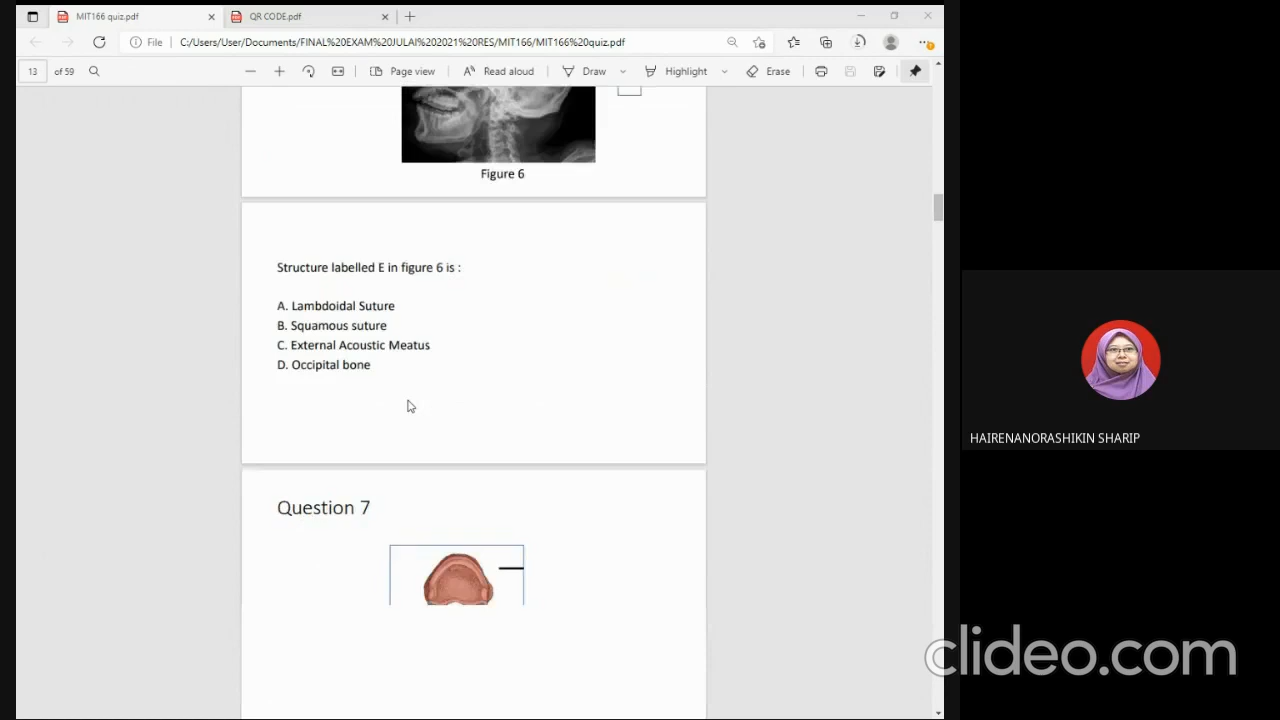 MIT166 quiz.pdf
QR CODE.pdf
File
C:/Users/User/Documents/FINAL%20EXAM%20JULAI%202021%20RES/MIT166/MIT166%20quiz.pdf
13 of 59
Page view
Read aloud
Draw
Highlight
Erase
Figure 6
Structure labelled E in figure 6 is :
A. Lambdoidal Suture
B. Squamous suture
C. External Acoustic Meatus
D. Occipital bone
Question 7
HAIRENANORASHIKIN SHARIP
clideo.com